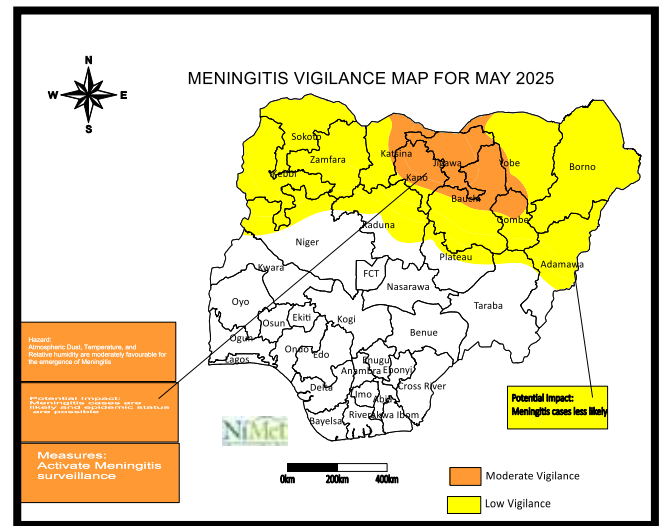 MENINGITIS VIGILANCE MAP FOR MAY 2025
N
W E
S
Sokoto
Zamfara
Kebbi
Katsina
Jigawa
Yobe
Borno
Kano
Bauchi
Gombe
Kaduna
Niger
Plateau
Adamawa
Kwara
FCT
Nasarawa
Taraba
Oyo
Osun
Ekiti
Kogi
Benue
Ogun
Lagos
Ondo
Edo
Enugu
Anambra
Ebonyi
Cross River
Delta
Imo
Abia
Bayelsa
Rivers
Akwa Ibom
Hazard:
Atmospheric Dust, Temperature, and
Relative humidity are moderately favourable for
the emergence of Meningitis
Potential Impact:
Meningitis cases are
likely and epidemic status
are possible
Measures:
Activate Meningitis
surveillance
Potential Impact:
Meningitis cases less likely
NiMet
0km 200km 400km
Moderate Vigilance
Low Vigilance